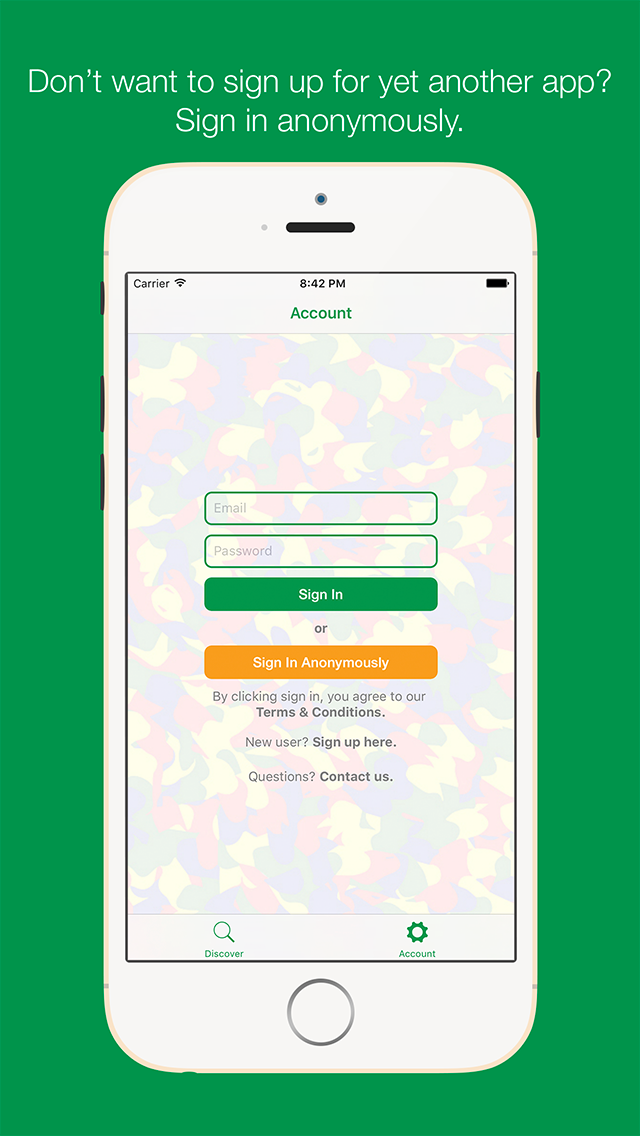 Don’t want to sign up for yet another app?
Sign in anonymously.
Carrier 8:42 PM
Account
Email
Password
Sign In
or
Sign In Anonymously
By clicking sign in, you agree to our
Terms & Conditions.
New user? Sign up here.
Questions? Contact us.
Discover Account